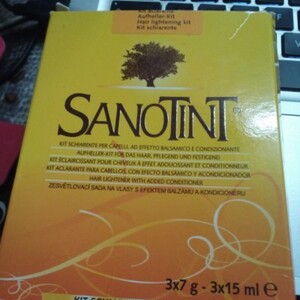 Aufheller-Kit
Hair lightening kit
Kit schiarente
SANOTINT
KIT SCHIARENTE PER CAPELLI AD EFFETTO BALSAMICO E CONDIZIONANTE
AUFHELLER-KIT FÜR DAS HAAR, PFLEGEND UND FESTIGEND
KIT ÉCLAIRCISSANT POUR CHEVEUX A EFFET ADOUCISSANT ET CONDITIONNEUR
KIT ACLARANTE PARA CABELLOS, CON EFECTO BALSÁMICO Y ACONDICIONADOR
HAIR LIGHTENER WITH ADDED CONDITIONER
ZESVĚTLOVACÍ SADA NA VLASY S EFEKTEM BALZÁMU A KONDICIONÉRU
3x7 g - 3x15 ml e